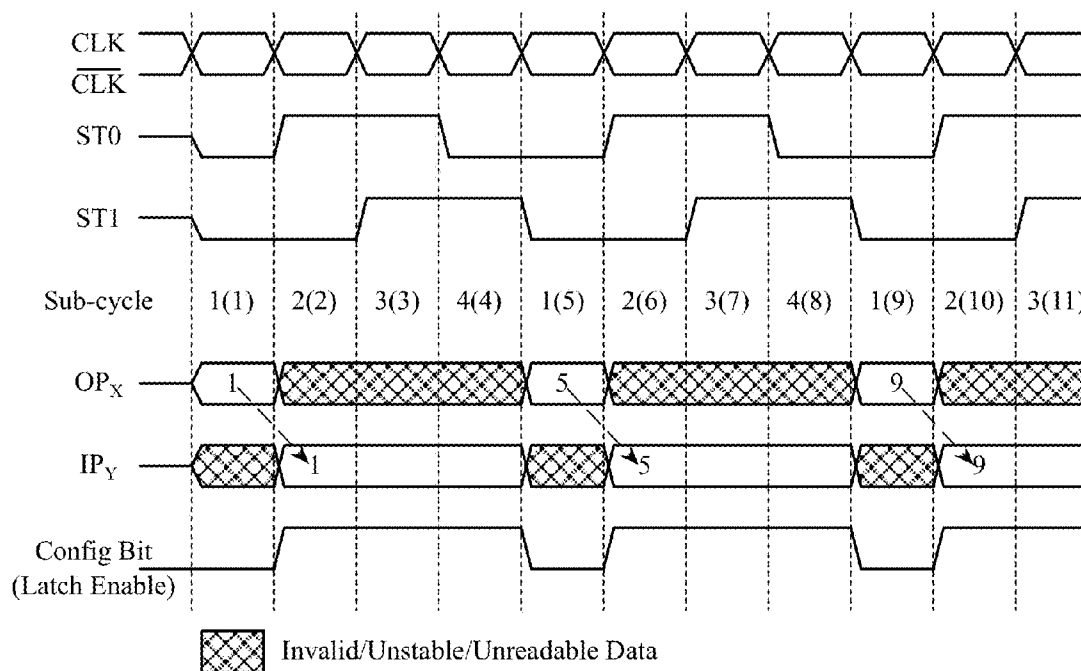 CLK
CLK
ST0
ST1
Sub-cycle 1(1) 2(2) 3(3) 4(4) 1(5) 2(6) 3(7) 4(8) 1(9) 2(10) 3(11)
OPX 1 5 9
IPY 1 5 9
Config Bit
(Latch Enable)
Invalid/Unstable/Unreadable Data